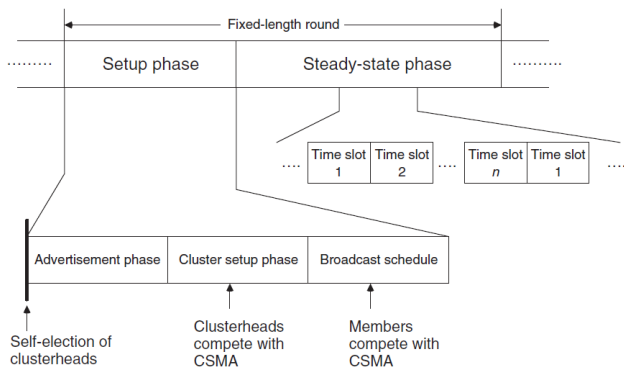 Fixed-length round
......... Setup phase Steady-state phase ..........
.... Time slot Time slot .... Time slot Time slot ....
1 2 n 1
Advertisement phase Cluster setup phase Broadcast schedule
Self-election of
clusterheads
Clusterheads
compete with
CSMA
Members
compete with
CSMA